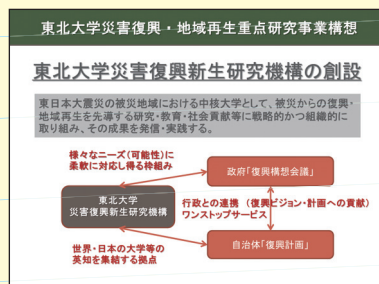 東北大学災害復興・地域再生重点研究事業構想
東北大学災害復興新生研究機構の創設
東日本大震災の被災地域における中核大学として、被災からの復興・
地域再生を先導する研究・教育・社会貢献等に戦略的かつ組織的に
取り組み、その成果を発信・実践する。
様々なニーズ（可能性）に
柔軟に対応し得る枠組み
政府「復興構想会議」
東北大学
災害復興新生研究機構
行政との連携　（復興ビジョン・計画への貢献）
ワンストップサービス
自治体「復興計画」
世界・日本の大学等の
英知を集結する拠点